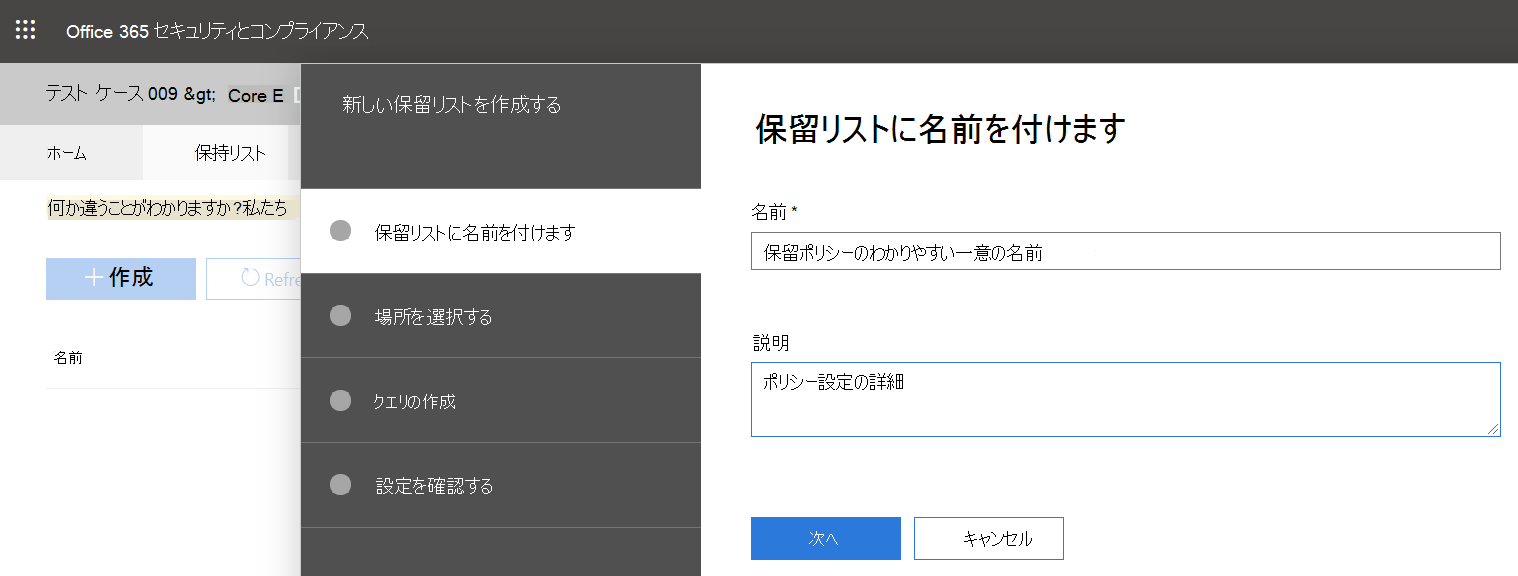 Office 365 セキュリティとコンプライアンス
テスト ケース 009 &gt; Core E
ホーム
保持リスト
何か違うことがわかりますか?私たち
作成
Refre
名前
新しい保留リストを作成する
保留リストに名前を付けます
場所を選択する
クエリの作成
設定を確認する
保留リストに名前を付けます
名前 *
保留ポリシーのわかりやすい一意の名前
説明
ポリシー設定の詳細
次へ
キャンセル